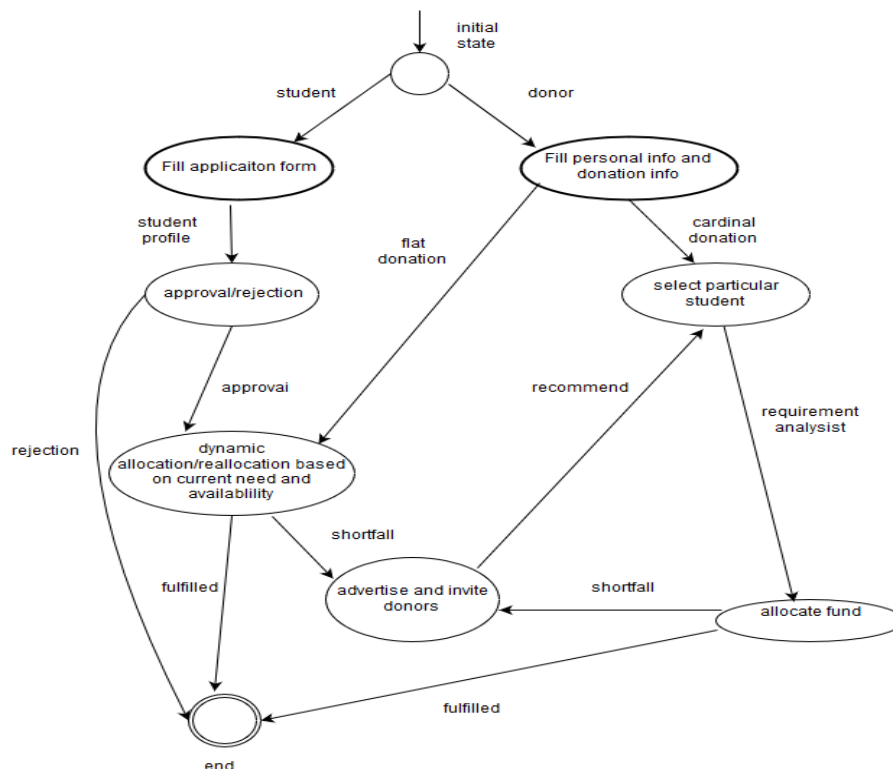 initial
state
student
donor
Fill applicaiton form
Fill personal info and
donation info
student
profile
flat
donation
cardinal
donation
approval/rejection
select particular
student
approvai
recommend
requirement
analysist
rejection
dynamic
allocation/reallocation based
on current need and
availablility
shortfall
fulfilled
advertise and invite
donors
shortfall
allocate fund
fulfilled
end